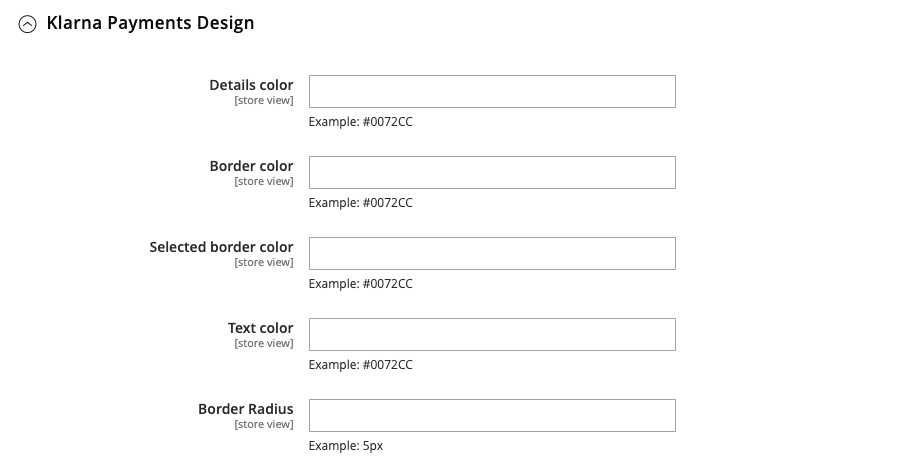 Klarna Payments Design
Details color
[store view]
Example: #0072CC
Border color
[store view]
Example: #0072CC
Selected border color
[store view]
Example: #0072CC
Text color
[store view]
Example: #0072CC
Border Radius
[store view]
Example: 5px